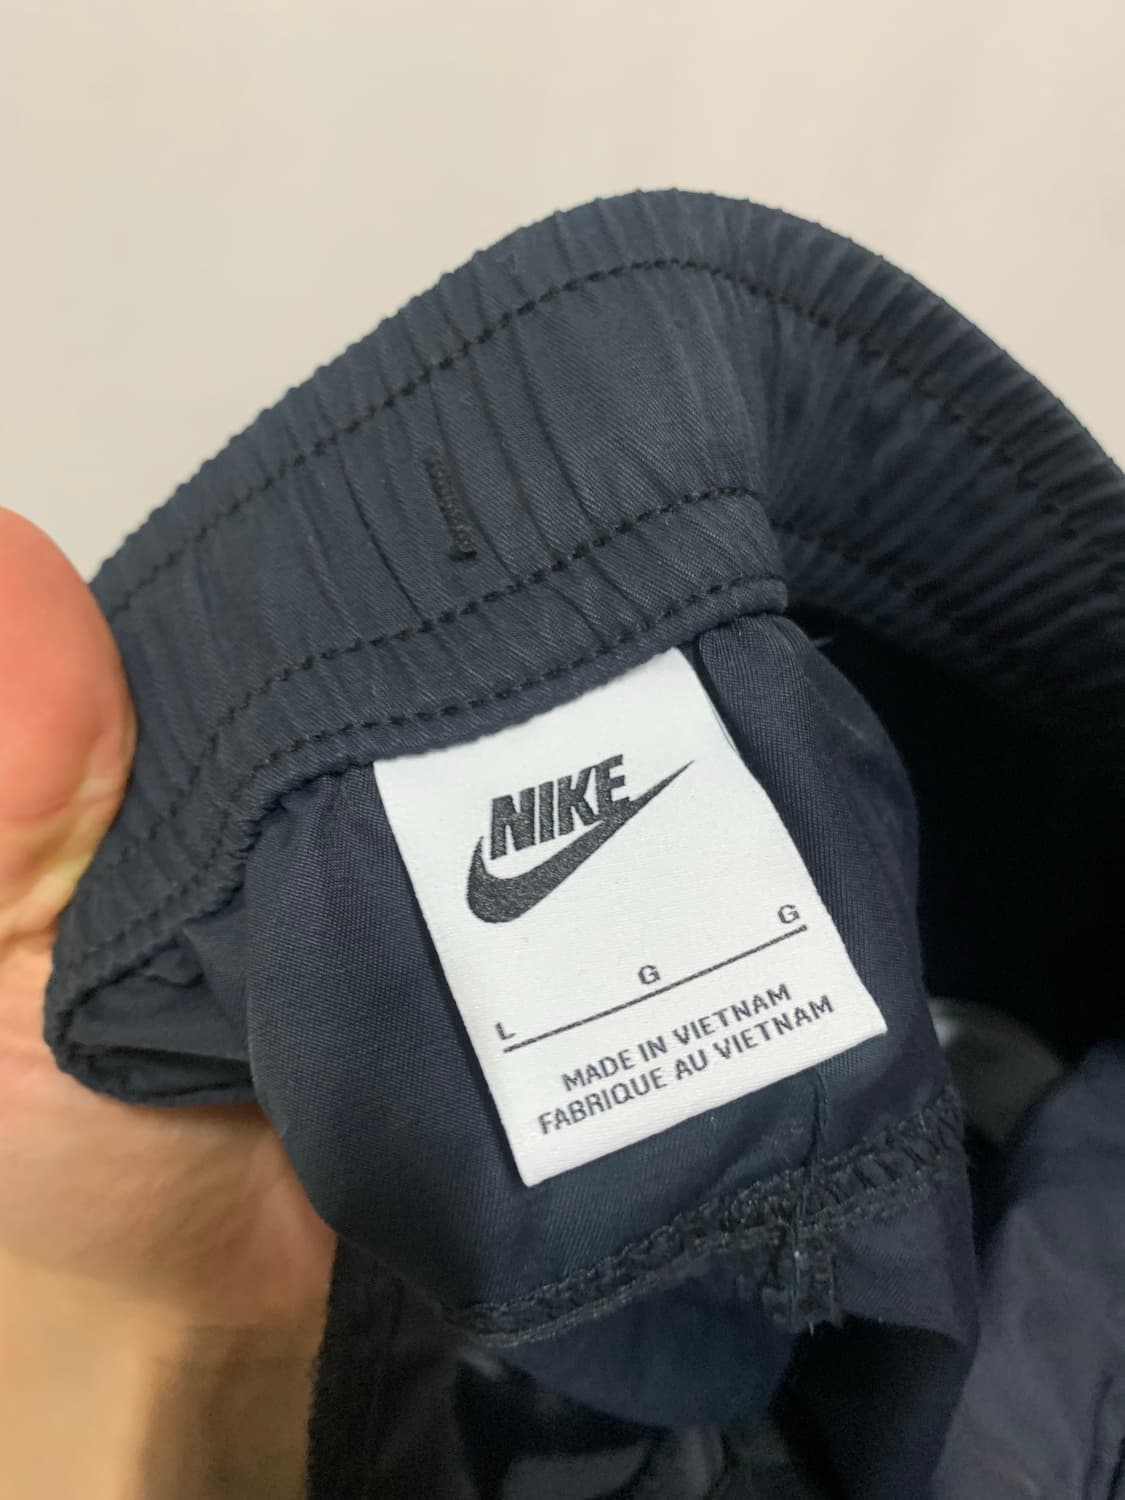 NIKE
L G G
MADE IN VIETNAM
FABRIQUE AU VIETNAM